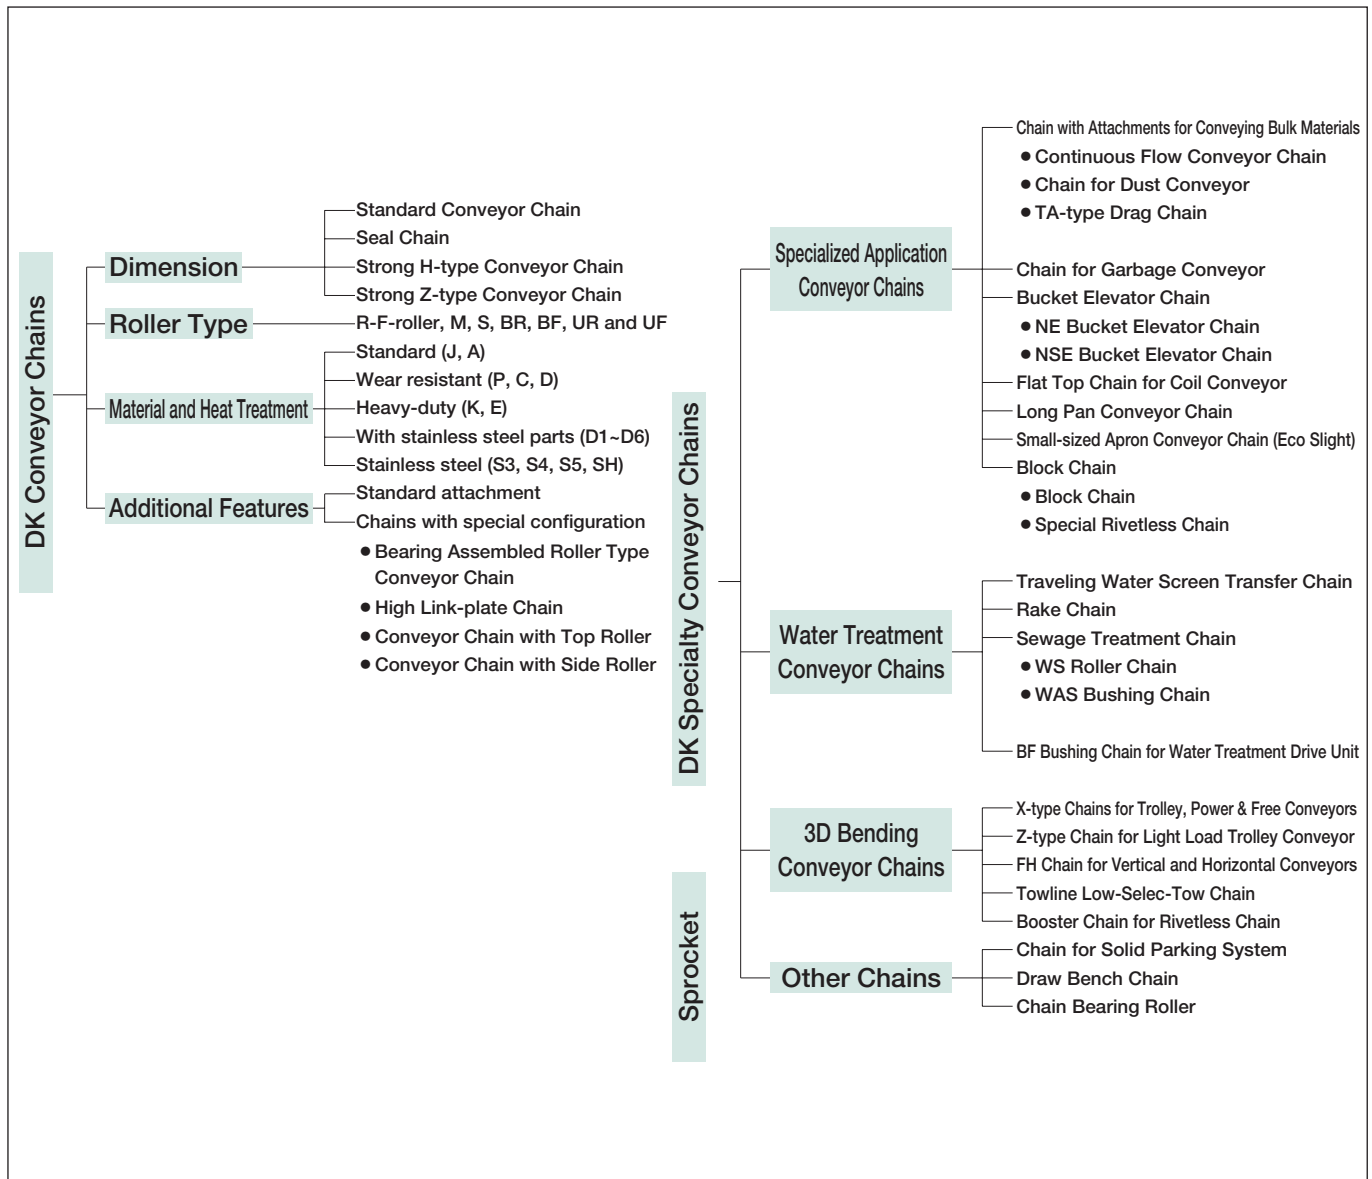 DK Conveyor Chains
Dimension
Standard Conveyor Chain
Seal Chain
Strong H-type Conveyor Chain
Strong Z-type Conveyor Chain
Roller Type
R-F-roller, M, S, BR, BF, UR and UF
Material and Heat Treatment
Standard (J, A)
Wear resistant (P, C, D)
Heavy-duty (K, E)
With stainless steel parts (D1~D6)
Stainless steel (S3, S4, S5, SH)
Additional Features
Standard attachment
Chains with special configuration
● Bearing Assembled Roller Type
Conveyor Chain
● High Link-plate Chain
● Conveyor Chain with Top Roller
● Conveyor Chain with Side Roller
DK Specialty Conveyor Chains
Specialized Application
Conveyor Chains
Chain with Attachments for Conveying Bulk Materials
● Continuous Flow Conveyor Chain
● Chain for Dust Conveyor
● TA-type Drag Chain
Chain for Garbage Conveyor
Bucket Elevator Chain
● NE Bucket Elevator Chain
● NSE Bucket Elevator Chain
Flat Top Chain for Coil Conveyor
Long Pan Conveyor Chain
Small-sized Apron Conveyor Chain (Eco Slight)
Block Chain
● Block Chain
● Special Rivetless Chain
Water Treatment
Conveyor Chains
Traveling Water Screen Transfer Chain
Rake Chain
Sewage Treatment Chain
● WS Roller Chain
● WAS Bushing Chain
BF Bushing Chain for Water Treatment Drive Unit
3D Bending
Conveyor Chains
X-type Chains for Trolley, Power & Free Conveyors
Z-type Chain for Light Load Trolley Conveyor
FH Chain for Vertical and Horizontal Conveyors
Towline Low-Selec-Tow Chain
Booster Chain for Rivetless Chain
Other Chains
Chain for Solid Parking System
Draw Bench Chain
Chain Bearing Roller
Sprocket